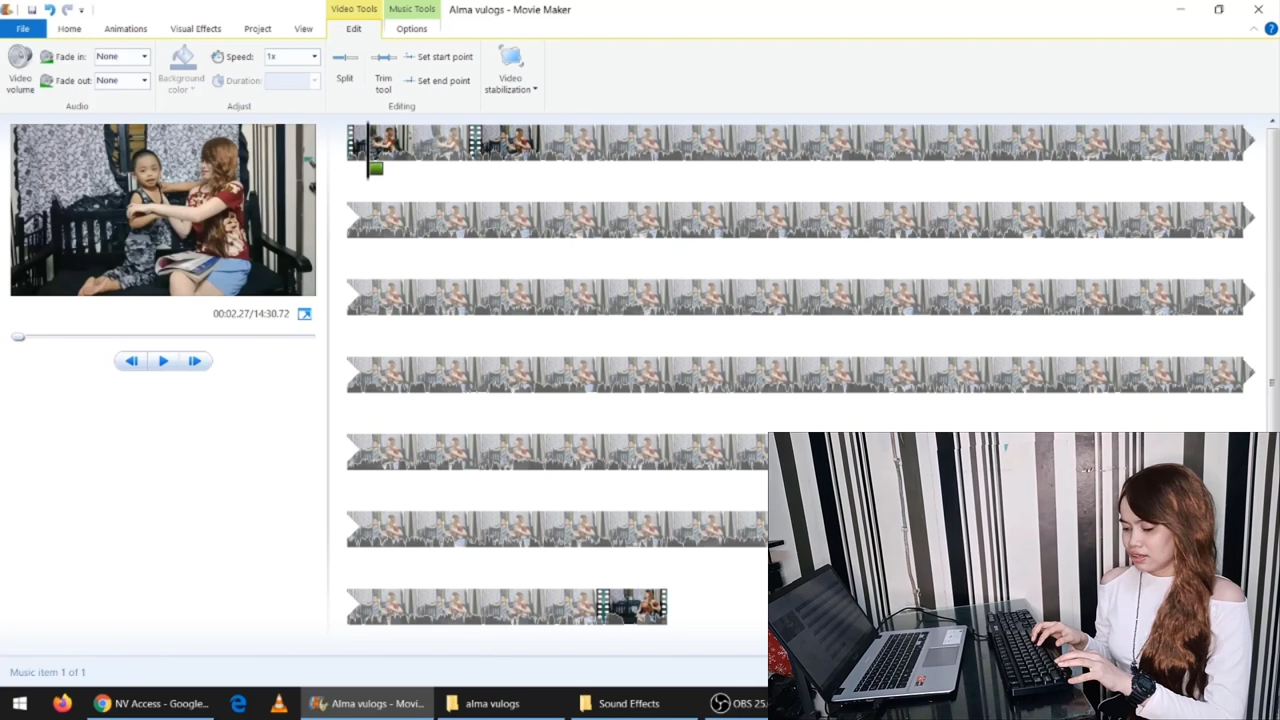 Video Tools Music Tools Alma vulogs - Movie Maker
File Home Animations Visual Effects Project View Edit Options
Fade in: None Speed: 1x Set start point
Fade out: None Duration: Set end point
Video volume Background color Split Trim tool Video stabilization
Audio Adjust Editing
00:02.27/14:30.72
Music item 1 of 1
NV Access - Google... Alma vulogs - Movi... alma vulogs Sound Effects OBS 25.